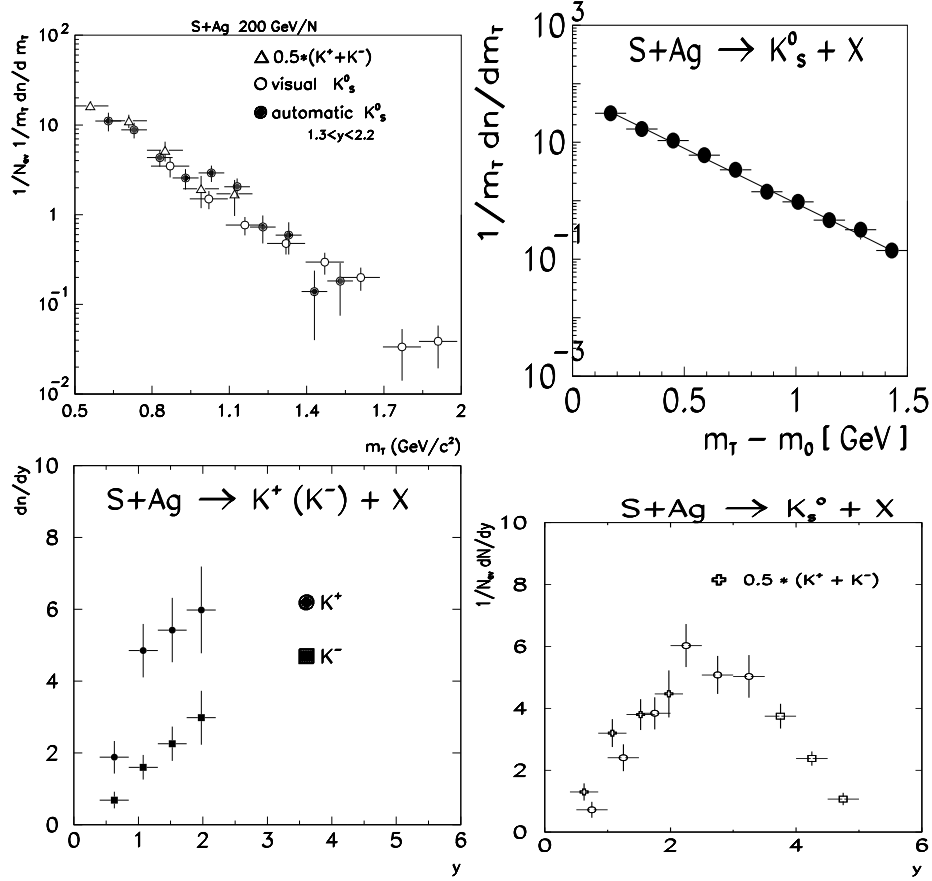 S+Ag 200 GeV/N
1/N_ev 1/m_T dn/d m_T
10²
10
1
10⁻¹
10⁻²
△ 0.5*(K⁺+K⁻)
○ visual K⁰_s
● automatic K⁰_s
1.3<y<2.2
0.5 0.8 1.1 1.4 1.7 2
m_T (GeV/c²)
S+Ag → K⁰_s + X
1/m_T dn/dm_T
10³
10
10⁻¹
10⁻³
0 0.5 1 1.5
m_T − m_0 [GeV]
S+Ag → K⁺ (K⁻) + X
dn/dy
10
8
6
4
2
0
● K⁺
■ K⁻
0 1 2 3 4 5 6
y
S+Ag → K_s⁰ + X
1/N_ev dN/dy
10
8
6
4
2
0
0.5 * (K⁺ + K⁻)
0 2 4 6
y